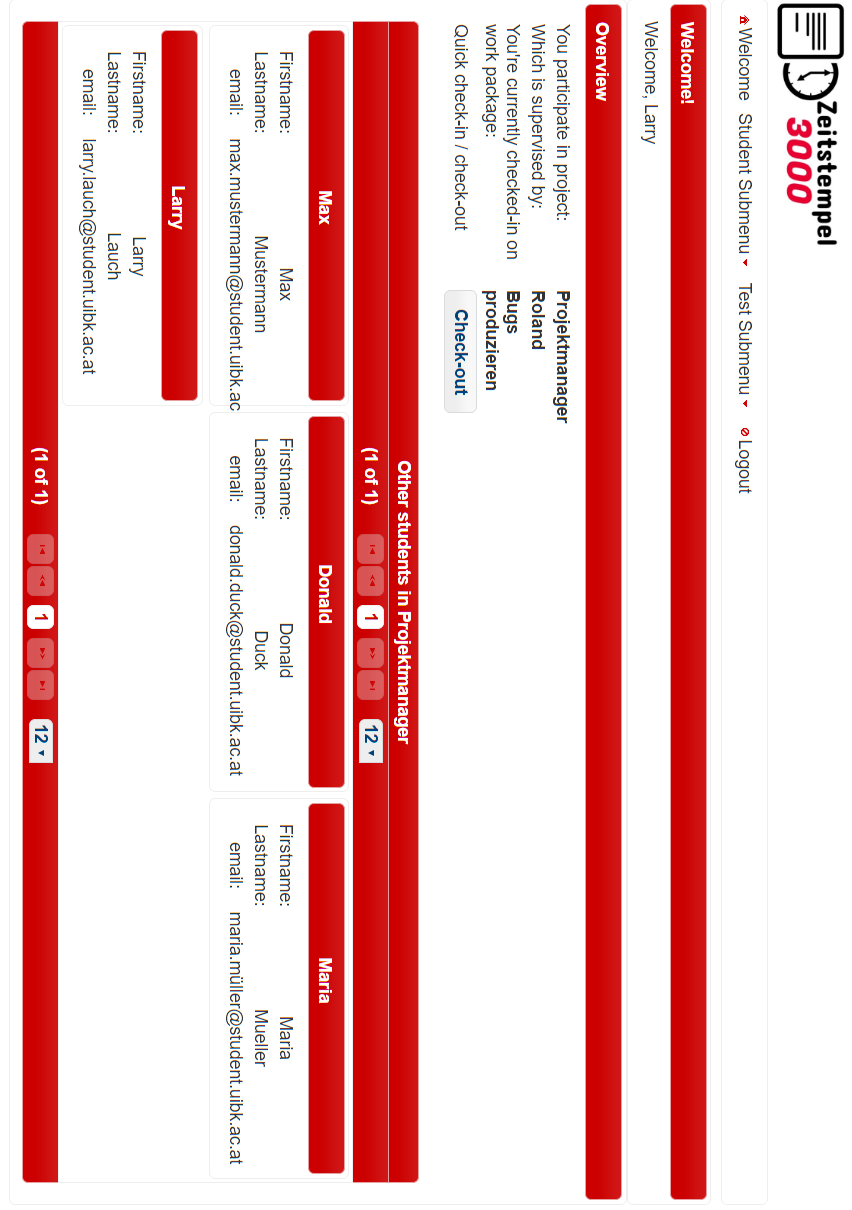 Zeitstempel
3000
Welcome Student Submenu Test Submenu Logout
Welcome!
Welcome, Larry
Overview
You participate in project: Projektmanager
Which is supervised by: Roland
You're currently checked-in on Bugs
work package: produzieren
Quick check-in / check-out Check-out
Other students in Projektmanager
(1 of 1) 1 12
Max
Firstname: Max
Lastname: Mustermann
email: max.mustermann@student.uibk.ac
Donald
Firstname: Donald
Lastname: Duck
email: donald.duck@student.uibk.ac.at
Maria
Firstname: Maria
Lastname: Mueller
email: maria.müller@student.uibk.ac.at
Larry
Firstname: Larry
Lastname: Lauch
email: larry.lauch@student.uibk.ac.at
(1 of 1) 1 12